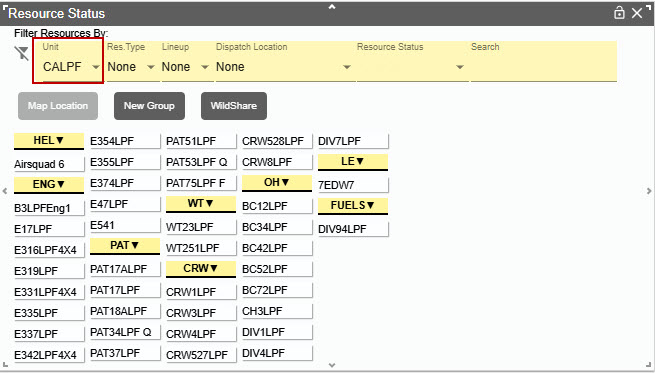 Resource Status
Filter Resources By:
Unit Res.Type Lineup Dispatch Location Resource Status Search
CALPF None None None
Map Location New Group WildShare
HEL▼
Airsquad 6
ENG▼
B3LPFEng1
E17LPF
E316LPF4X4
E319LPF
E331LPF4X4
E335LPF
E337LPF
E342LPF4X4
E354LPF
E355LPF
E374LPF
E47LPF
E541
PAT▼
PAT17ALPF
PAT17LPF
PAT18ALPF
PAT34LPF Q
PAT37LPF
PAT51LPF
PAT53LPF Q
PAT75LPF F
WT▼
WT23LPF
WT251LPF
CRW▼
CRW1LPF
CRW3LPF
CRW4LPF
CRW527LPF
CRW528LPF
CRW8LPF
OH▼
BC12LPF
BC34LPF
BC42LPF
BC52LPF
BC72LPF
CH3LPF
DIV1LPF
DIV4LPF
DIV7LPF
LE▼
7EDW7
FUELS▼
DIV94LPF